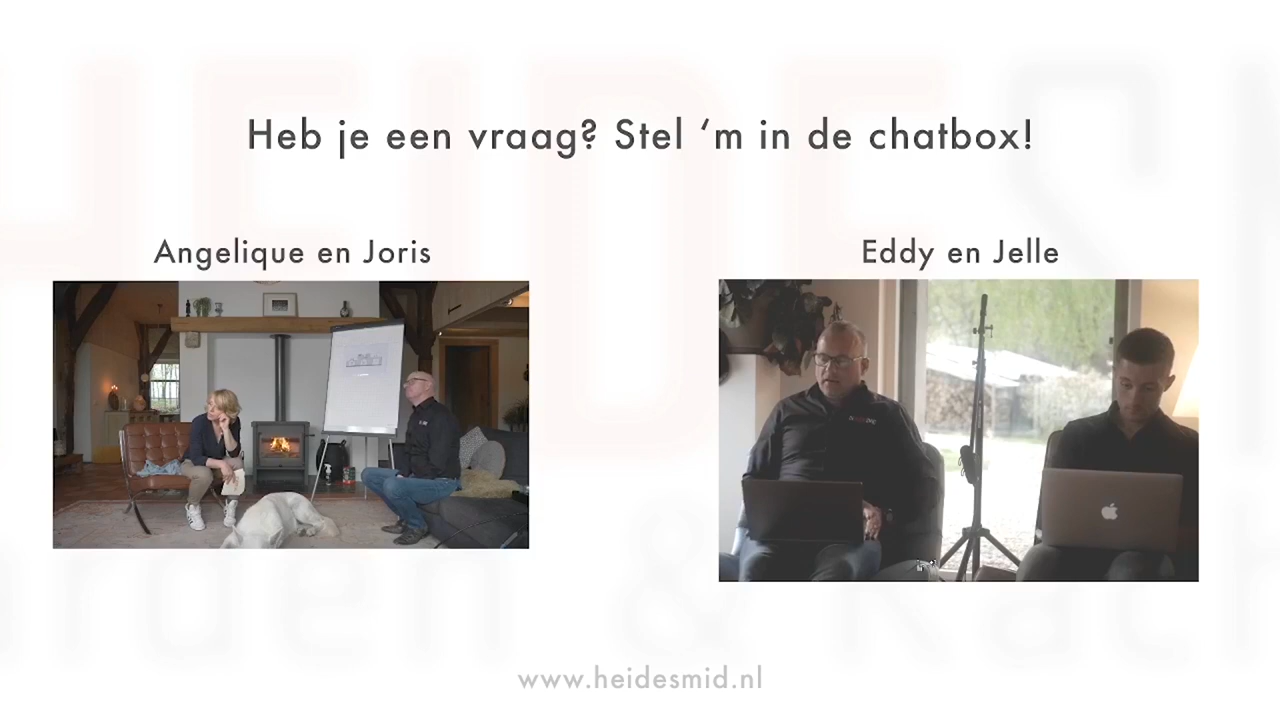 Heb je een vraag? Stel ‘m in de chatbox!
Angelique en Joris
Eddy en Jelle
www.heidesmid.nl